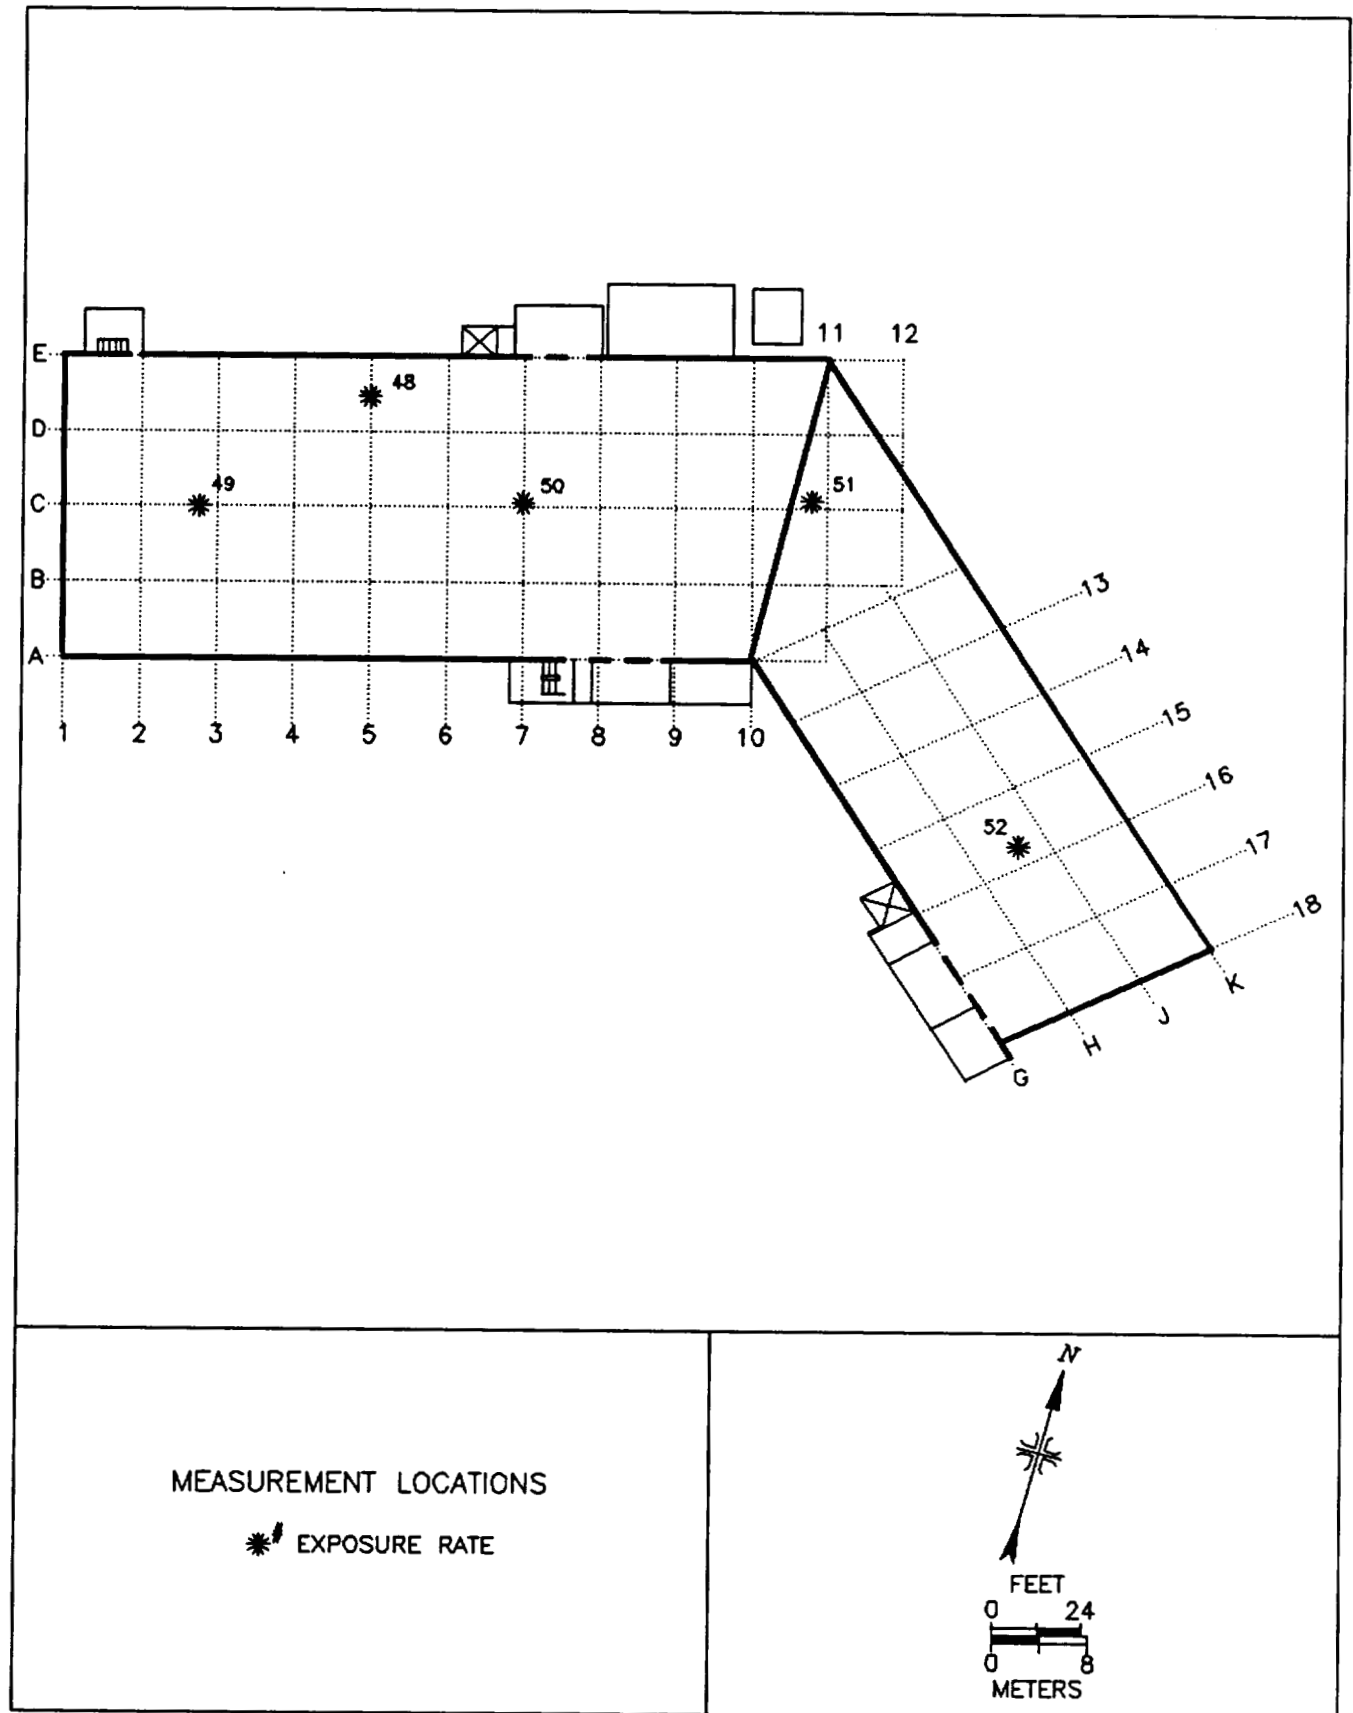 11 12
E
48
D
49
50
51
C
B
13
A
14
1 2 3 4 5 6 7 8 9 10
15
16
52
17
18
K
J
H
G
N
MEASUREMENT LOCATIONS
# EXPOSURE RATE
FEET
0 24
0 8
METERS